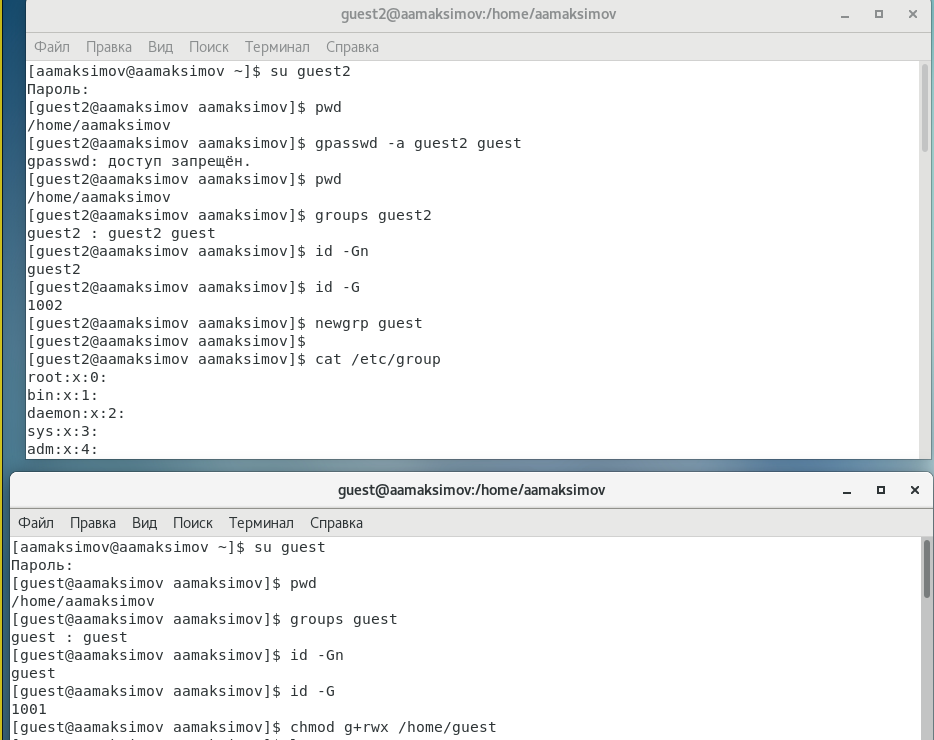 guest2@aamaksimov:/home/aamaksimov
Файл Правка Вид Поиск Терминал Справка
[aamaksimov@aamaksimov ~]$ su guest2
Пароль:
[guest2@aamaksimov aamaksimov]$ pwd
/home/aamaksimov
[guest2@aamaksimov aamaksimov]$ gpasswd -a guest2 guest
gpasswd: доступ запрещён.
[guest2@aamaksimov aamaksimov]$ pwd
/home/aamaksimov
[guest2@aamaksimov aamaksimov]$ groups guest2
guest2 : guest2 guest
[guest2@aamaksimov aamaksimov]$ id -Gn
guest2
[guest2@aamaksimov aamaksimov]$ id -G
1002
[guest2@aamaksimov aamaksimov]$ newgrp guest
[guest2@aamaksimov aamaksimov]$
[guest2@aamaksimov aamaksimov]$ cat /etc/group
root:x:0:
bin:x:1:
daemon:x:2:
sys:x:3:
adm:x:4:
guest@aamaksimov:/home/aamaksimov
Файл Правка Вид Поиск Терминал Справка
[aamaksimov@aamaksimov ~]$ su guest
Пароль:
[guest@aamaksimov aamaksimov]$ pwd
/home/aamaksimov
[guest@aamaksimov aamaksimov]$ groups guest
guest : guest
[guest@aamaksimov aamaksimov]$ id -Gn
guest
[guest@aamaksimov aamaksimov]$ id -G
1001
[guest@aamaksimov aamaksimov]$ chmod g+rwx /home/guest